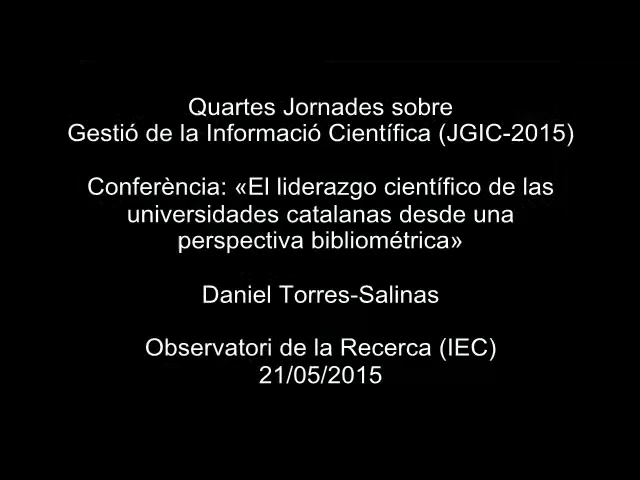 Quartes Jornades sobre
Gestió de la Informació Científica (JGIC-2015)
Conferència: «El liderazgo científico de las
universidades catalanas desde una
perspectiva bibliométrica»
Daniel Torres-Salinas
Observatori de la Recerca (IEC)
21/05/2015